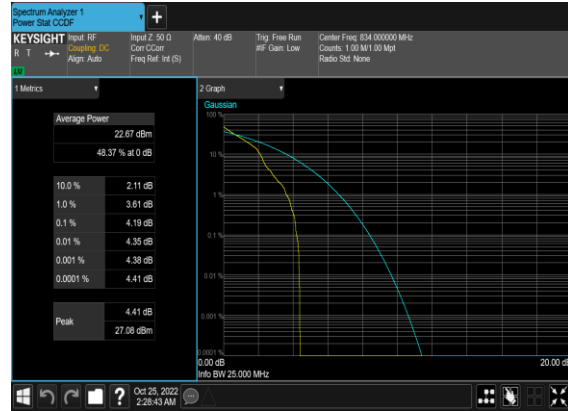 Spectrum Analyzer 1
Power Stat CCDF
KEYSIGHT
R T
LXI
Input: RF
Coupling: DC
Align: Auto
Input Z: 50 Ω
Corr CCorr
Freq Ref: Int (S)
Atten: 40 dB
Trig: Free Run
#IF Gain: Low
Center Freq: 834.000000 MHz
Counts: 1.00 M/1.00 Mpt
Radio Std: None
1 Metrics
Average Power
22.67 dBm
48.37 % at 0 dB
10.0 % 2.11 dB
1.0 % 3.61 dB
0.1 % 4.19 dB
0.01 % 4.35 dB
0.001 % 4.38 dB
0.0001 % 4.41 dB
Peak 4.41 dB
27.08 dBm
2 Graph
Gaussian
100 %
10 %
1 %
0.1 %
0.01 %
0.001 %
0.0001 %
0.00 dB
20.00 dB
Info BW 25.000 MHz
?
Oct 25, 2022
2:28:43 AM